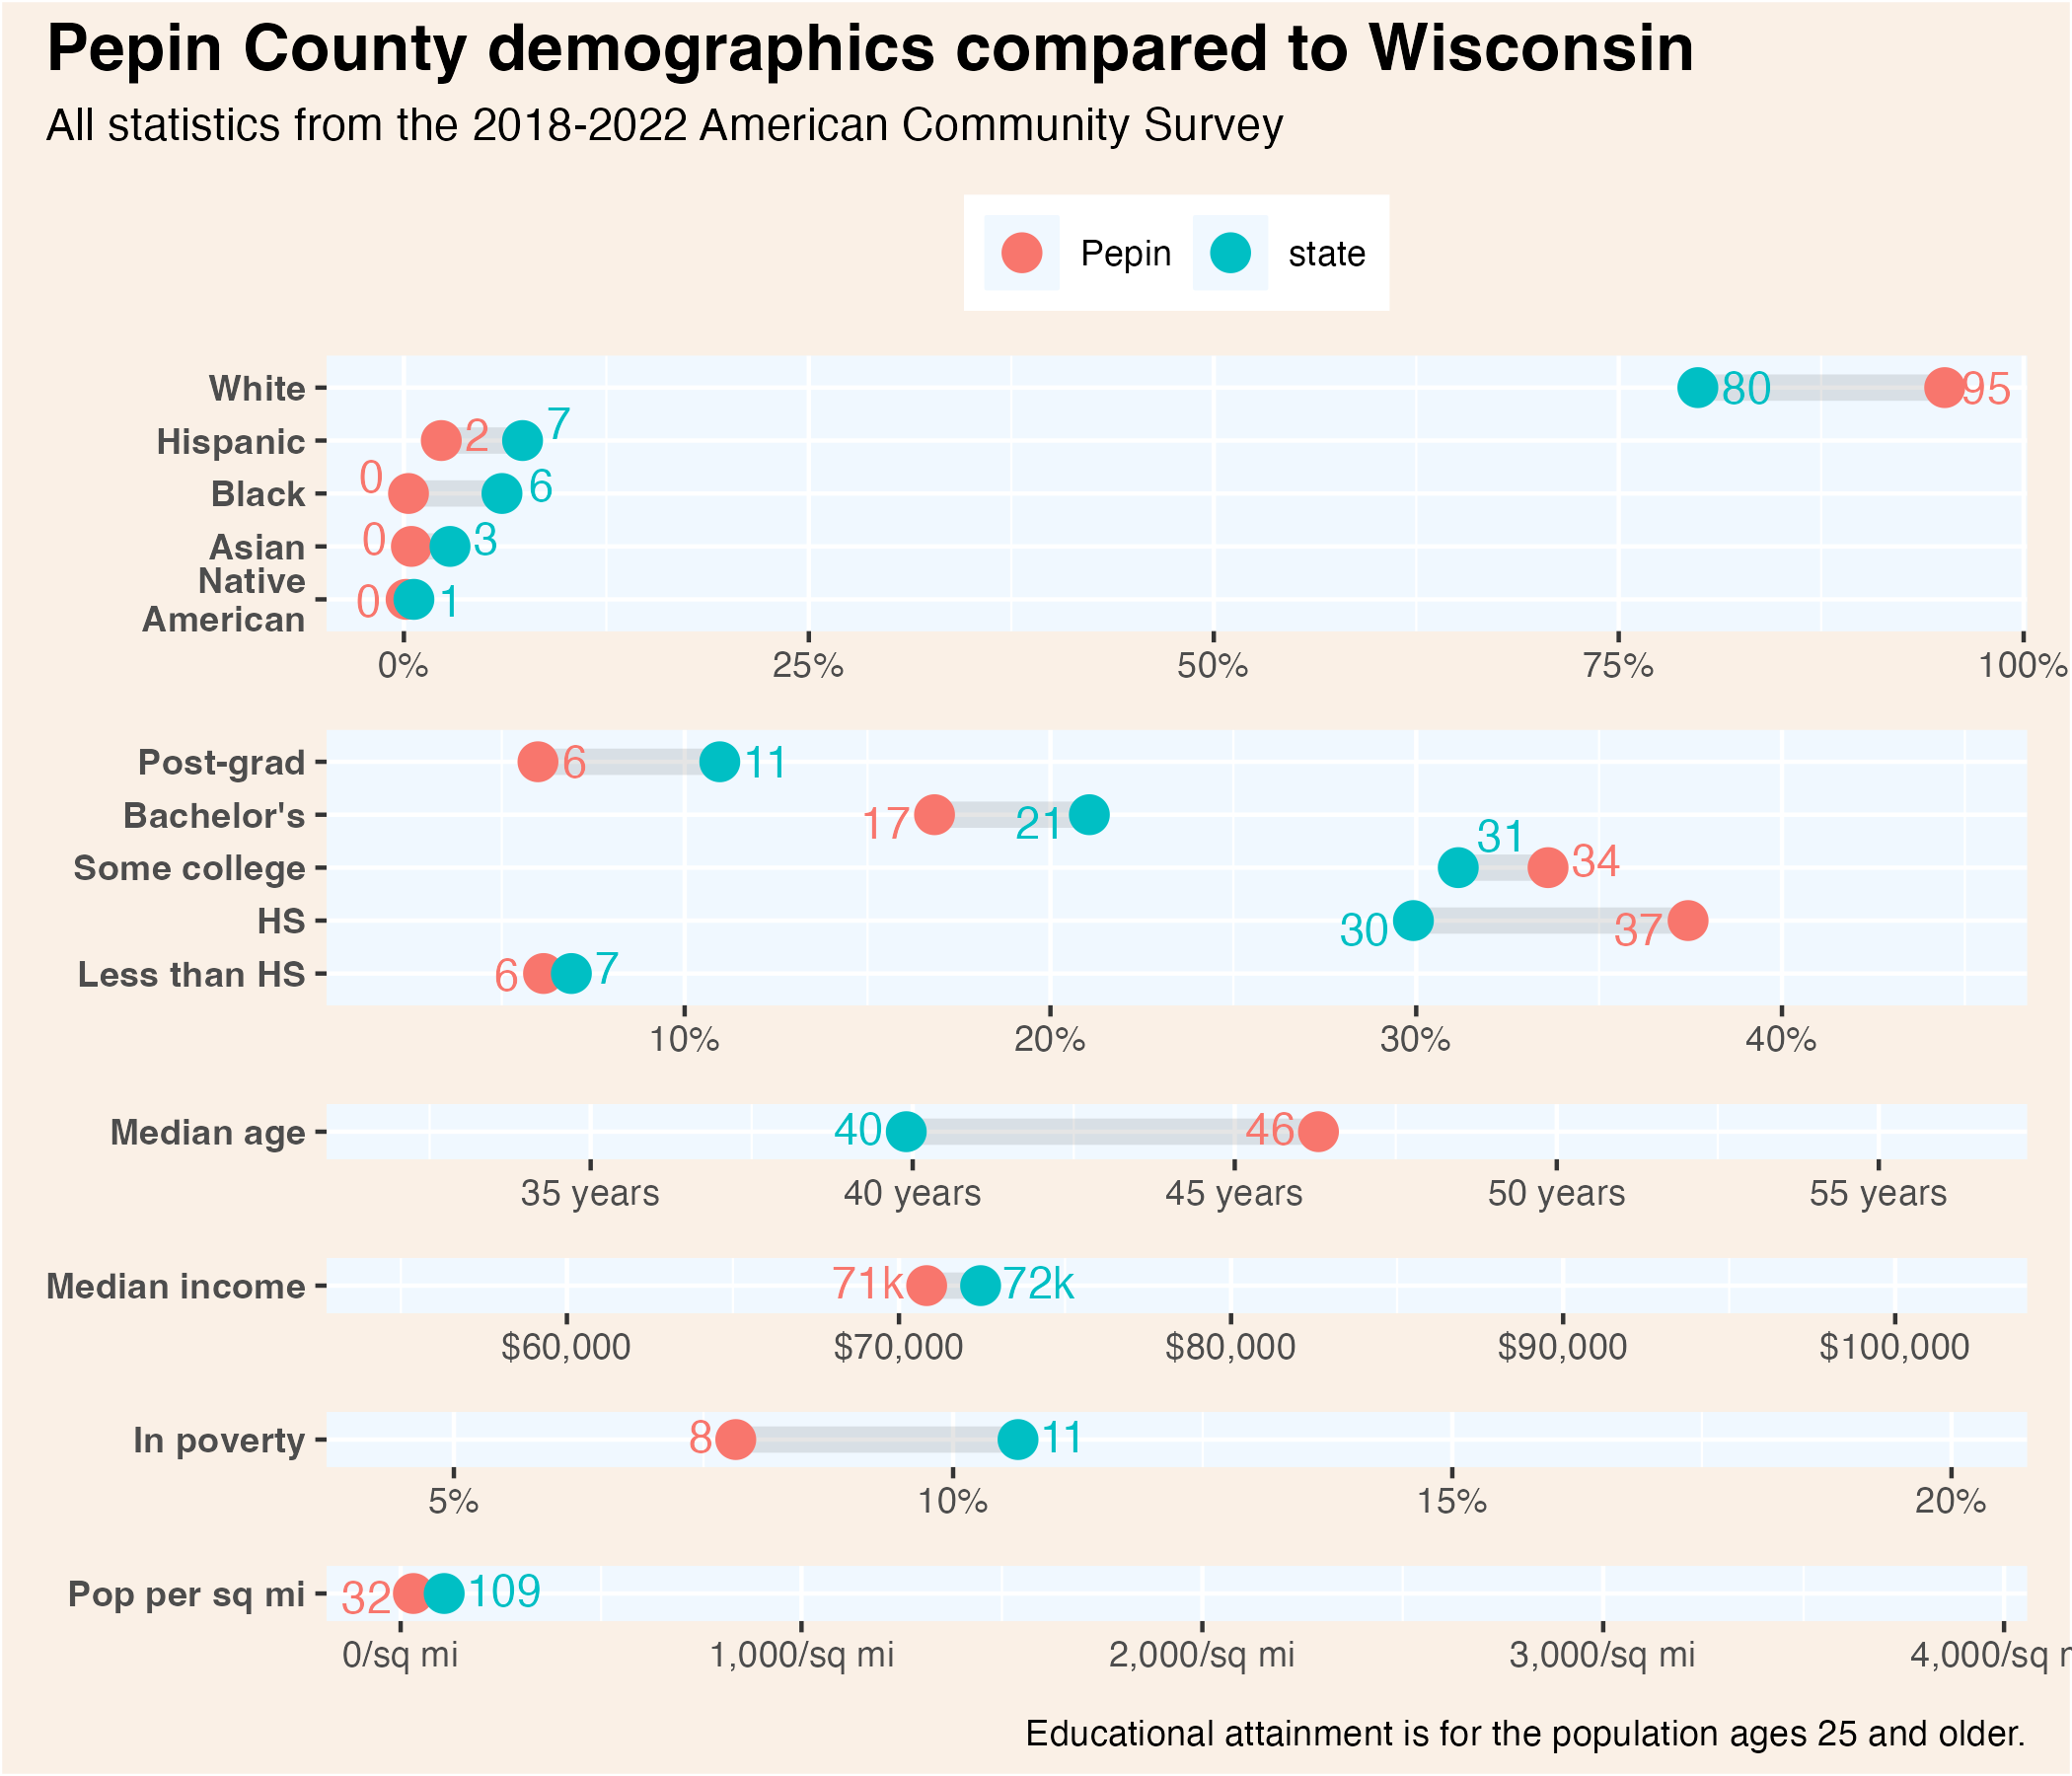 Pepin County demographics compared to Wisconsin
All statistics from the 2018-2022 American Community Survey
Pepin state
White 80 95
Hispanic 2 7
Black 0 6
Asian 0 3
Native
American 0 1
0% 25% 50% 75% 100%
Post-grad 6 11
Bachelor's 17 21
Some college 31 34
HS 30 37
Less than HS 6 7
10% 20% 30% 40%
Median age 40 46
35 years 40 years 45 years 50 years 55 years
Median income 71k 72k
$60,000 $70,000 $80,000 $90,000 $100,000
In poverty 8 11
5% 10% 15% 20%
Pop per sq mi 32 109
0/sq mi 1,000/sq mi 2,000/sq mi 3,000/sq mi 4,000/sq
Educational attainment is for the population ages 25 and older.